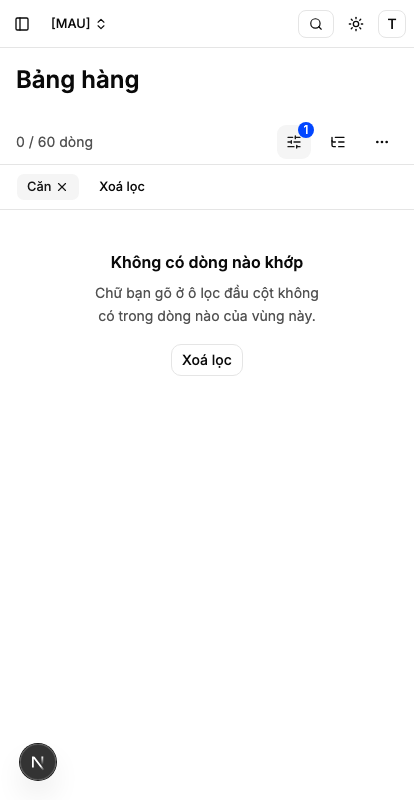 [MAU]
T
Bảng hàng
0 / 60 dòng
1
Căn
Xoá lọc
Không có dòng nào khớp
Chữ bạn gõ ở ô lọc đầu cột không
có trong dòng nào của vùng này.
Xoá lọc
N